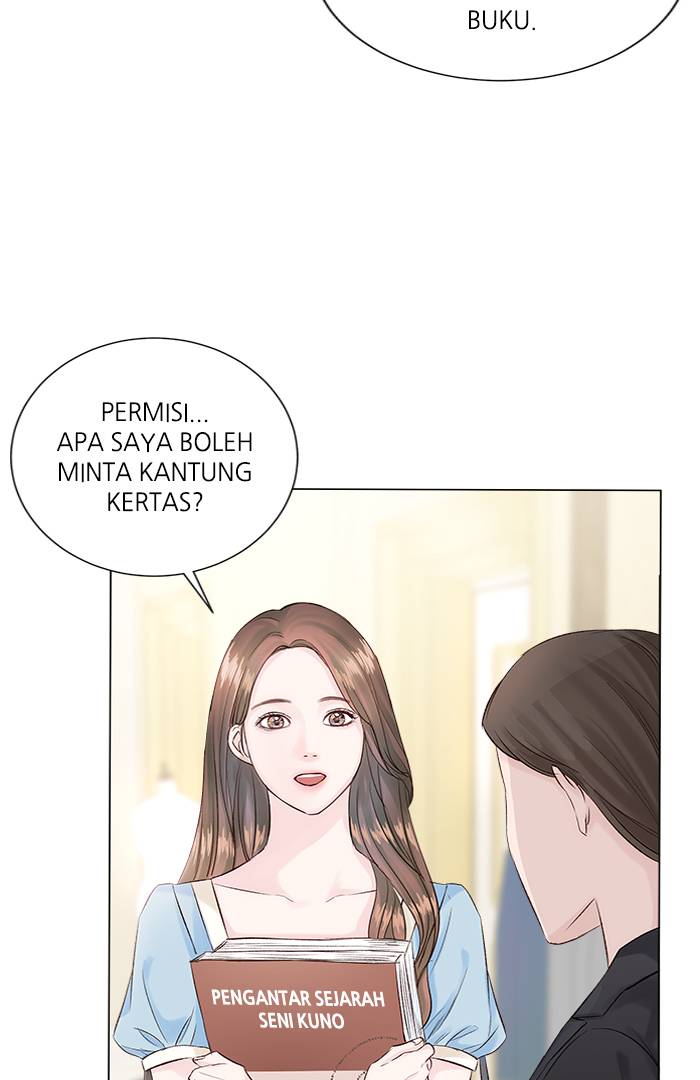 BUKU.
PERMISI...
APA SAYA BOLEH
MINTA KANTUNG
KERTAS?
PENGANTAR SEJARAH
SENI KUNO